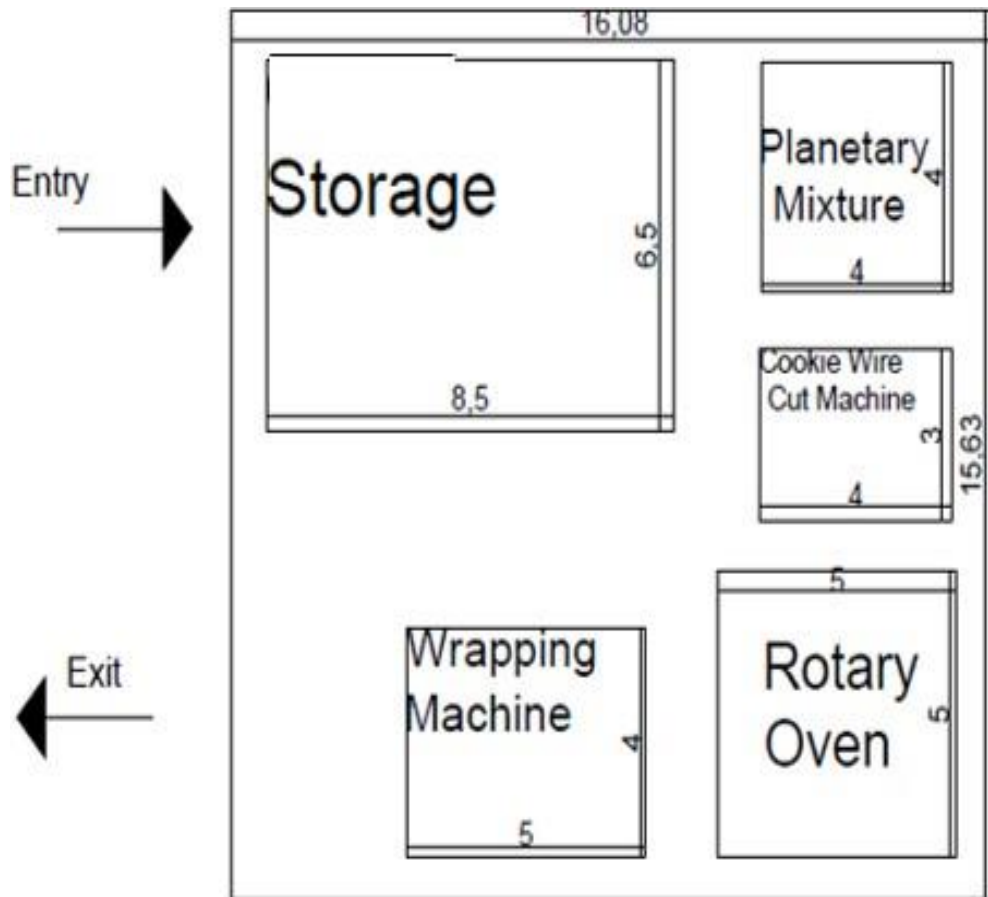 16,08
Entry
Storage
6,5
8,5
Planetary
Mixture
4
4
Cookie Wire
Cut Machine
3
4
15,63
Exit
Wrapping
Machine
4
5
5
Rotary
Oven
5